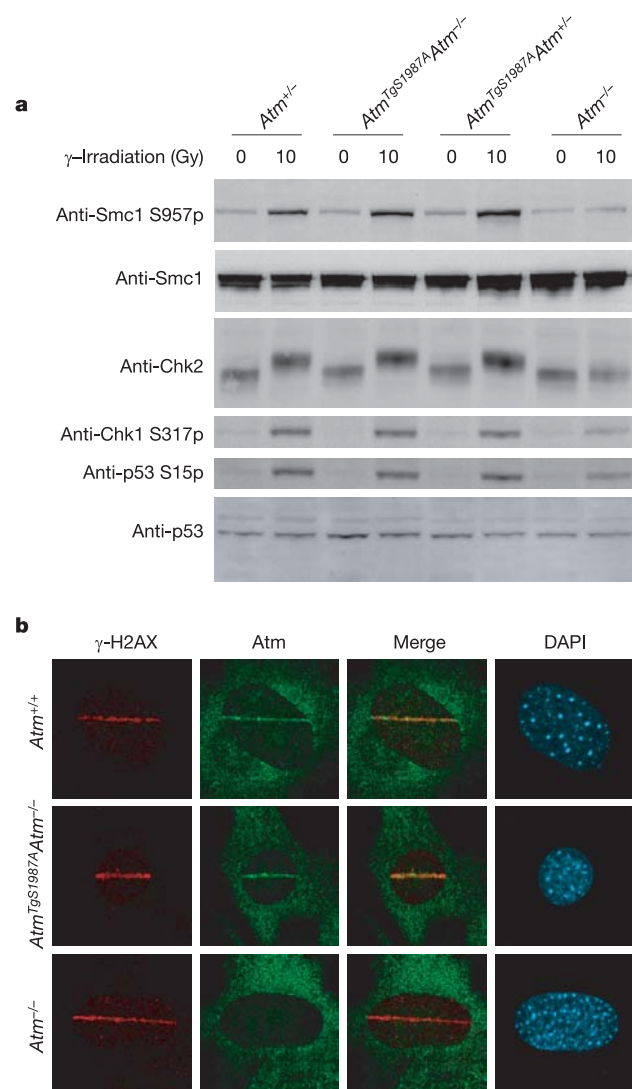 a
Atm+/– AtmTgS1987AAtm–/– AtmTgS1987AAtm+/– Atm–/–
γ–Irradiation (Gy) 0 10 0 10 0 10 0 10
Anti-Smc1 S957p
Anti-Smc1
Anti-Chk2
Anti-Chk1 S317p
Anti-p53 S15p
Anti-p53
b
γ-H2AX Atm Merge DAPI
Atm+/+
AtmTgS1987AAtm–/–
Atm–/–